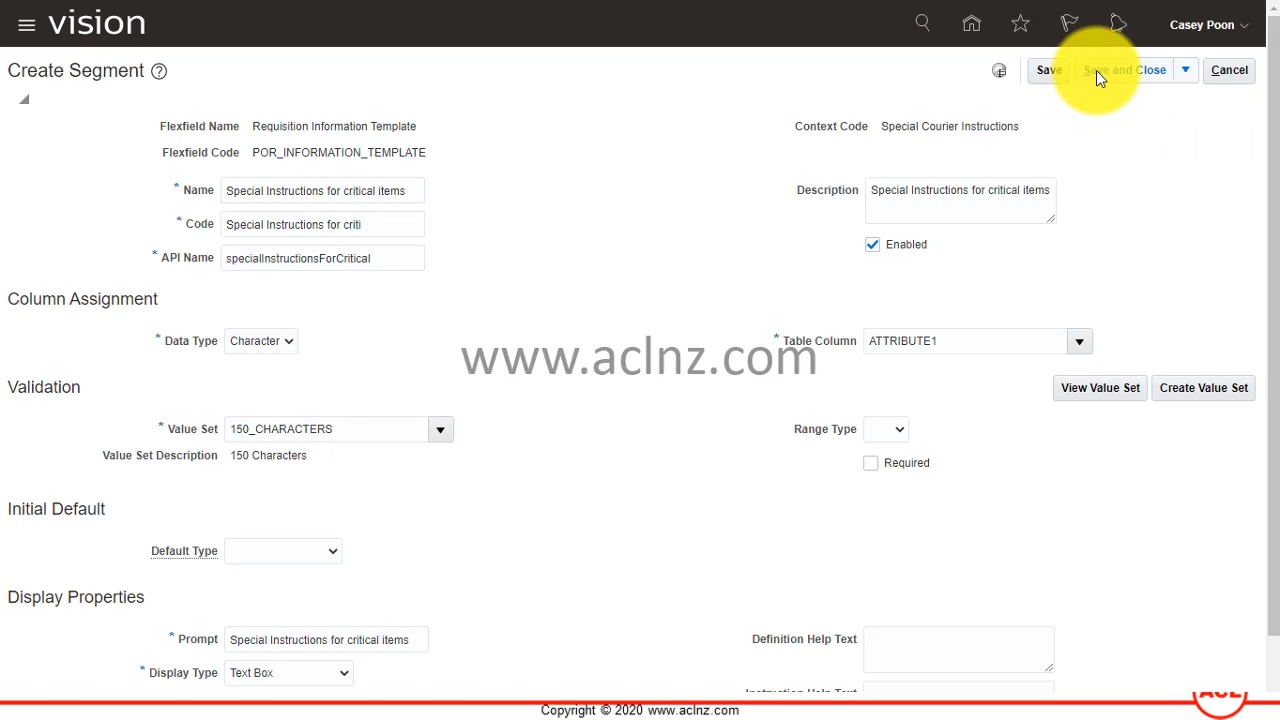 vision
Casey Poon
Create Segment ?
Save
Save and Close
Cancel
Flexfield Name Requisition Information Template
Context Code Special Courier Instructions
Flexfield Code POR_INFORMATION_TEMPLATE
* Name Special Instructions for critical items
Description Special Instructions for critical items
* Code Special Instructions for criti
Enabled
* API Name specialInstructionsForCritical
Column Assignment
* Data Type Character
* Table Column ATTRIBUTE1
www.aclnz.com
Validation
View Value Set
Create Value Set
* Value Set 150_CHARACTERS
Range Type
Value Set Description 150 Characters
Required
Initial Default
Default Type
Display Properties
* Prompt Special Instructions for critical items
Definition Help Text
* Display Type Text Box
Instruction Help Text
ACL
Copyright © 2020 www.aclnz.com